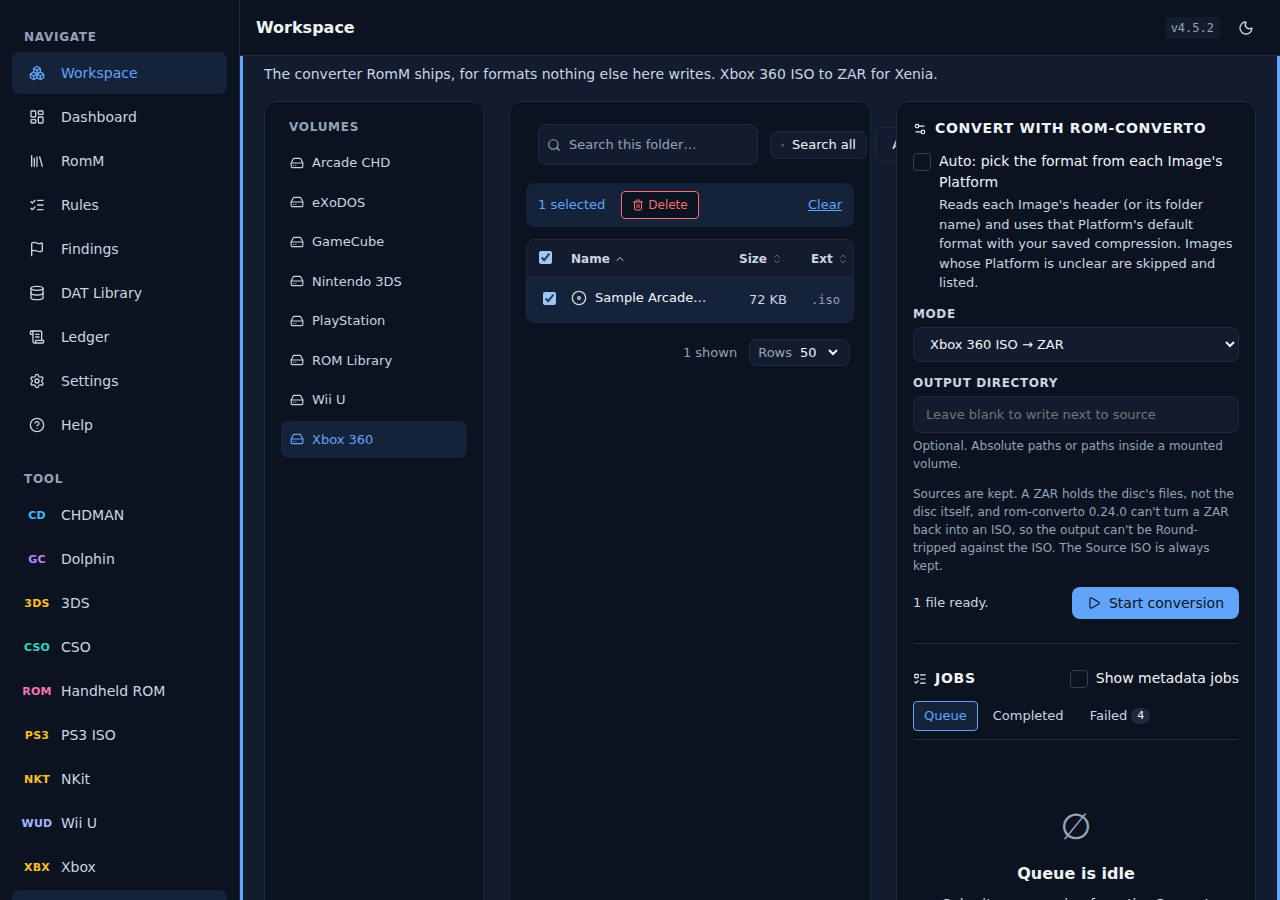 NAVIGATE
Workspace
Dashboard
RomM
Rules
Findings
DAT Library
Ledger
Settings
Help
TOOL
CD CHDMAN
GC Dolphin
3DS 3DS
CSO CSO
ROM Handheld ROM
PS3 PS3 ISO
NKT NKit
WUD Wii U
XBX Xbox
Workspace
v4.5.2
The converter RomM ships, for formats nothing else here writes. Xbox 360 ISO to ZAR for Xenia.
VOLUMES
Arcade CHD
eXoDOS
GameCube
Nintendo 3DS
PlayStation
ROM Library
Wii U
Xbox 360
Search this folder…
Search all
1 selected
Delete
Clear
Name Size Ext
Sample Arcade… 72 KB .iso
1 shown Rows 50
CONVERT WITH ROM-CONVERTO
Auto: pick the format from each Image's
Platform
Reads each Image's header (or its folder
name) and uses that Platform's default
format with your saved compression. Images
whose Platform is unclear are skipped and
listed.
MODE
Xbox 360 ISO → ZAR
OUTPUT DIRECTORY
Leave blank to write next to source
Optional. Absolute paths or paths inside a mounted
volume.
Sources are kept. A ZAR holds the disc's files, not the
disc itself, and rom-converto 0.24.0 can't turn a ZAR
back into an ISO, so the output can't be Round-
tripped against the ISO. The Source ISO is always
kept.
1 file ready.
Start conversion
JOBS
Show metadata jobs
Queue Completed Failed 4
Queue is idle